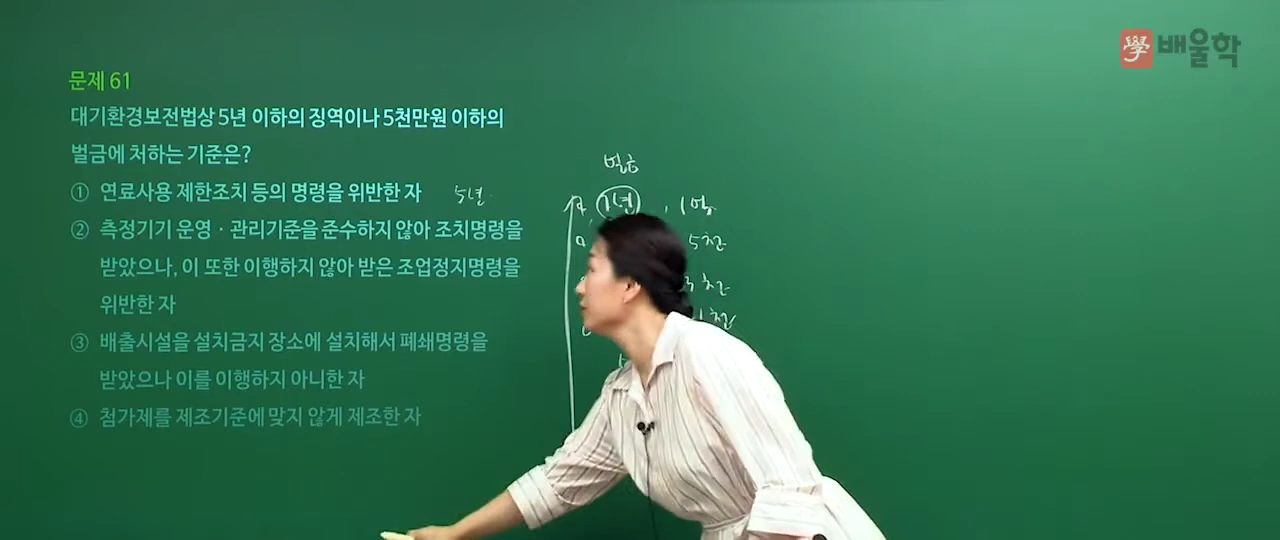 學 배울학
문제 61
대기환경보전법상 5년 이하의 징역이나 5천만원 이하의
벌금에 처하는 기준은?
① 연료사용 제한조치 등의 명령을 위반한 자
5년
② 측정기기 운영 · 관리기준을 준수하지 않아 조치명령을
받았으나, 이 또한 이행하지 않아 받은 조업정지명령을
위반한 자
③ 배출시설을 설치금지 장소에 설치해서 폐쇄명령을
받았으나 이를 이행하지 아니한 자
④ 첨가제를 제조기준에 맞지 않게 제조한 자
벌금
7년, 1억
5천
3천
1천